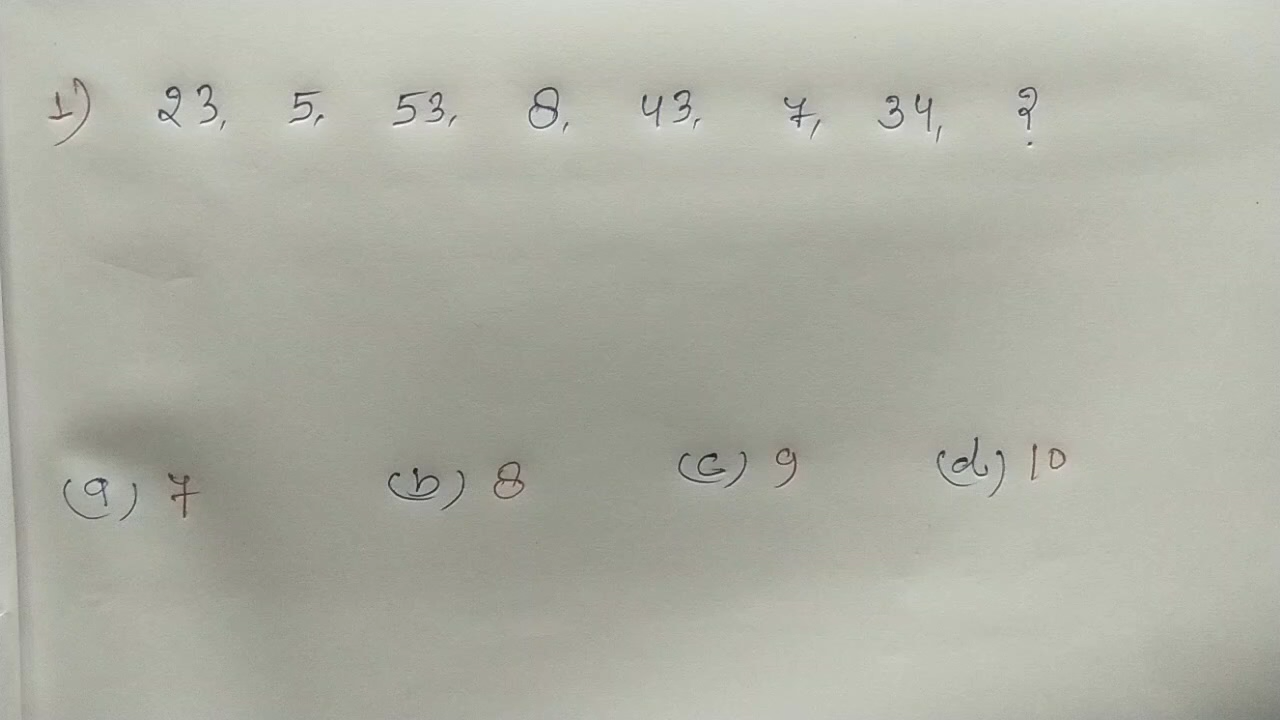 1) 23, 5, 53, 8, 43, 7, 34, ?
(a) 7 (b) 8 (c) 9 (d) 10